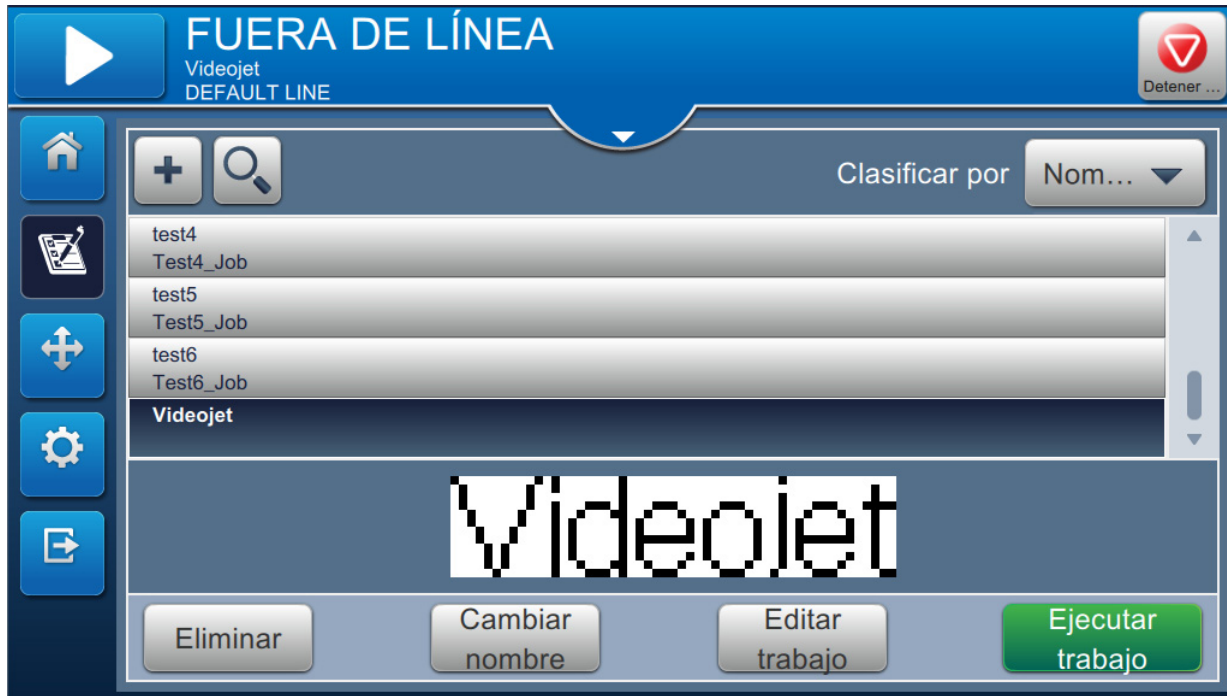 FUERA DE LÍNEA
Videojet
DEFAULT LINE
Detener ...
Clasificar por
Nom...
test4
Test4_Job
test5
Test5_Job
test6
Test6_Job
Videojet
Videojet
Eliminar
Cambiar
nombre
Editar
trabajo
Ejecutar
trabajo